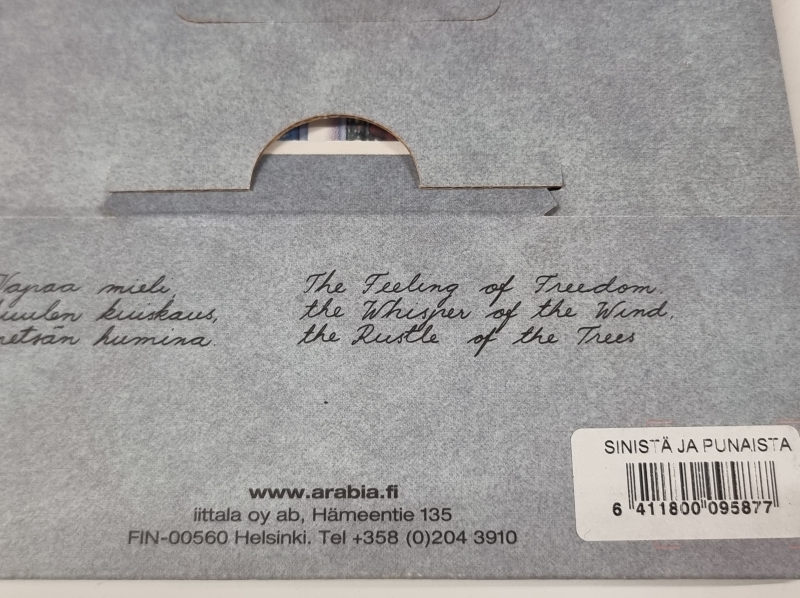 Vapaa mieli,
tuulen kuiskaus,
metsän humina.
The Feeling of Freedom.
the Whisper of the Wind.
the Rustle of the Trees
SINISTÄ JA PUNAISTA
6 411800 095877
www.arabia.fi
iittala oy ab, Hämeentie 135
FIN-00560 Helsinki. Tel +358 (0)204 3910